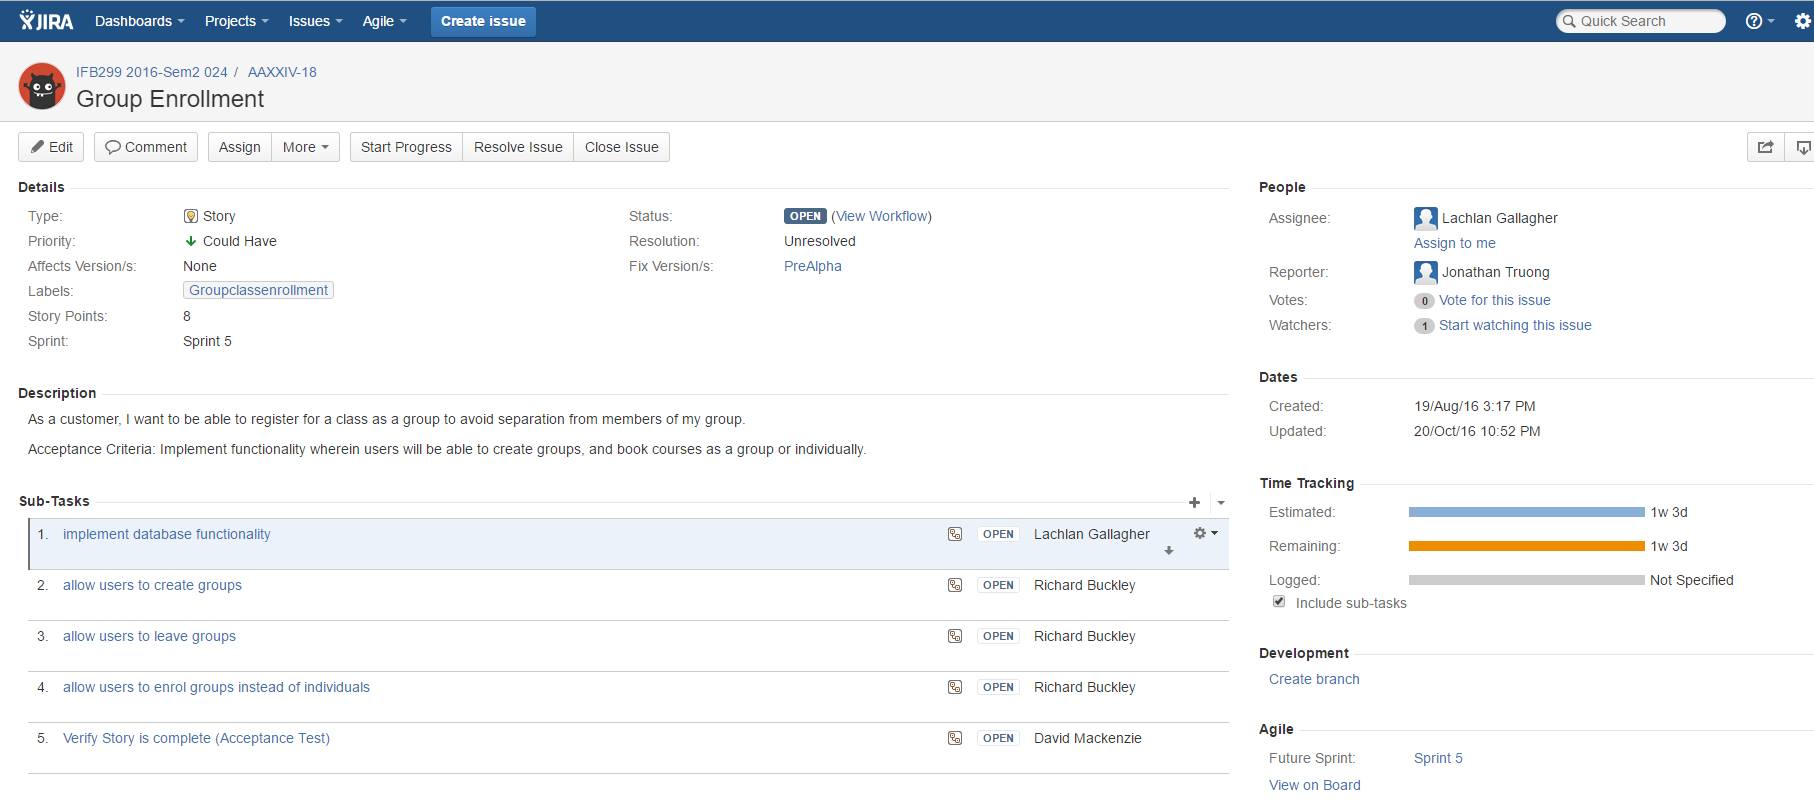 JIRA Dashboards Projects Issues Agile Create issue Quick Search
IFB299 2016-Sem2 024 / AAXXIV-18
Group Enrollment
Edit Comment Assign More Start Progress Resolve Issue Close Issue
Details
Type: Story
Priority: Could Have
Affects Version/s: None
Labels: Groupclassenrollment
Story Points: 8
Sprint: Sprint 5
Status: OPEN (View Workflow)
Resolution: Unresolved
Fix Version/s: PreAlpha
Description
As a customer, I want to be able to register for a class as a group to avoid separation from members of my group.
Acceptance Criteria: Implement functionality wherein users will be able to create groups, and book courses as a group or individually.
Sub-Tasks
1. implement database functionality OPEN Lachlan Gallagher
2. allow users to create groups OPEN Richard Buckley
3. allow users to leave groups OPEN Richard Buckley
4. allow users to enrol groups instead of individuals OPEN Richard Buckley
5. Verify Story is complete (Acceptance Test) OPEN David Mackenzie
People
Assignee: Lachlan Gallagher
Assign to me
Reporter: Jonathan Truong
Votes: 0 Vote for this issue
Watchers: 1 Start watching this issue
Dates
Created: 19/Aug/16 3:17 PM
Updated: 20/Oct/16 10:52 PM
Time Tracking
Estimated: 1w 3d
Remaining: 1w 3d
Logged: Not Specified
Include sub-tasks
Development
Create branch
Agile
Future Sprint: Sprint 5
View on Board